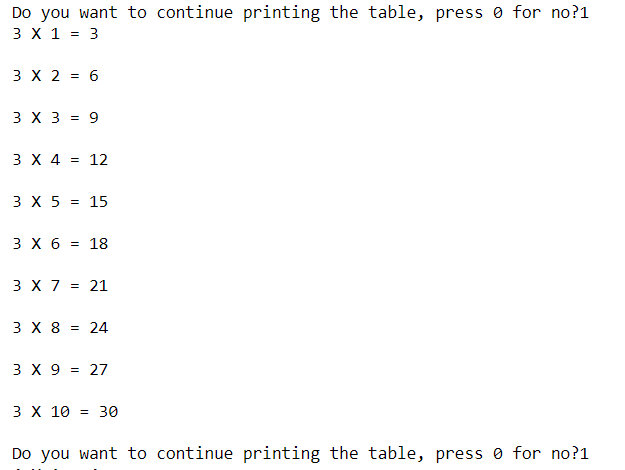 Do you want to continue printing the table, press 0 for no?1
3 X 1 = 3
3 X 2 = 6
3 X 3 = 9
3 X 4 = 12
3 X 5 = 15
3 X 6 = 18
3 X 7 = 21
3 X 8 = 24
3 X 9 = 27
3 X 10 = 30
Do you want to continue printing the table, press 0 for no?1